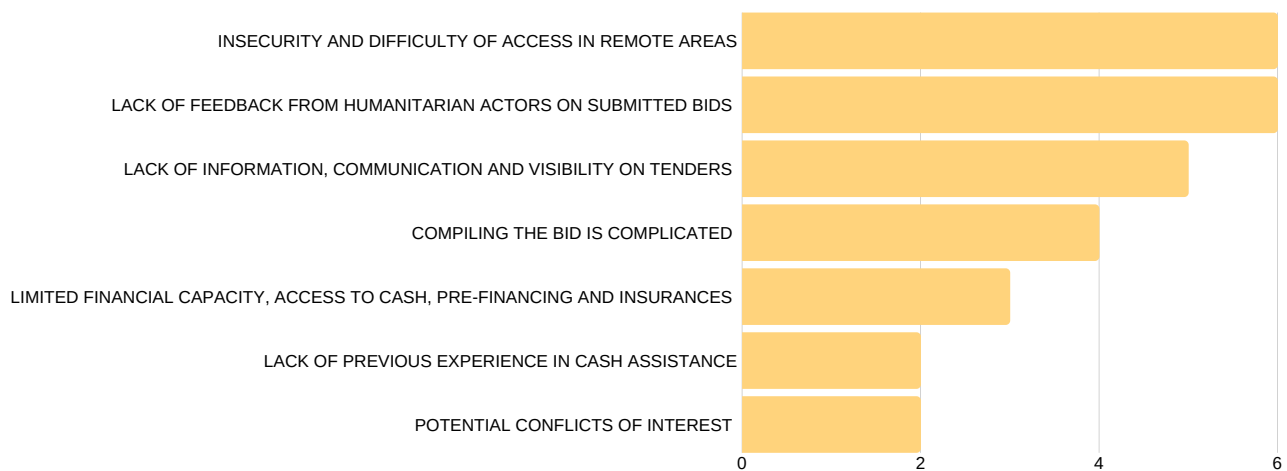 INSECURITY AND DIFFICULTY OF ACCESS IN REMOTE AREAS
LACK OF FEEDBACK FROM HUMANITARIAN ACTORS ON SUBMITTED BIDS
LACK OF INFORMATION, COMMUNICATION AND VISIBILITY ON TENDERS
COMPILING THE BID IS COMPLICATED
LIMITED FINANCIAL CAPACITY, ACCESS TO CASH, PRE-FINANCING AND INSURANCES
LACK OF PREVIOUS EXPERIENCE IN CASH ASSISTANCE
POTENTIAL CONFLICTS OF INTEREST
0 2 4 6